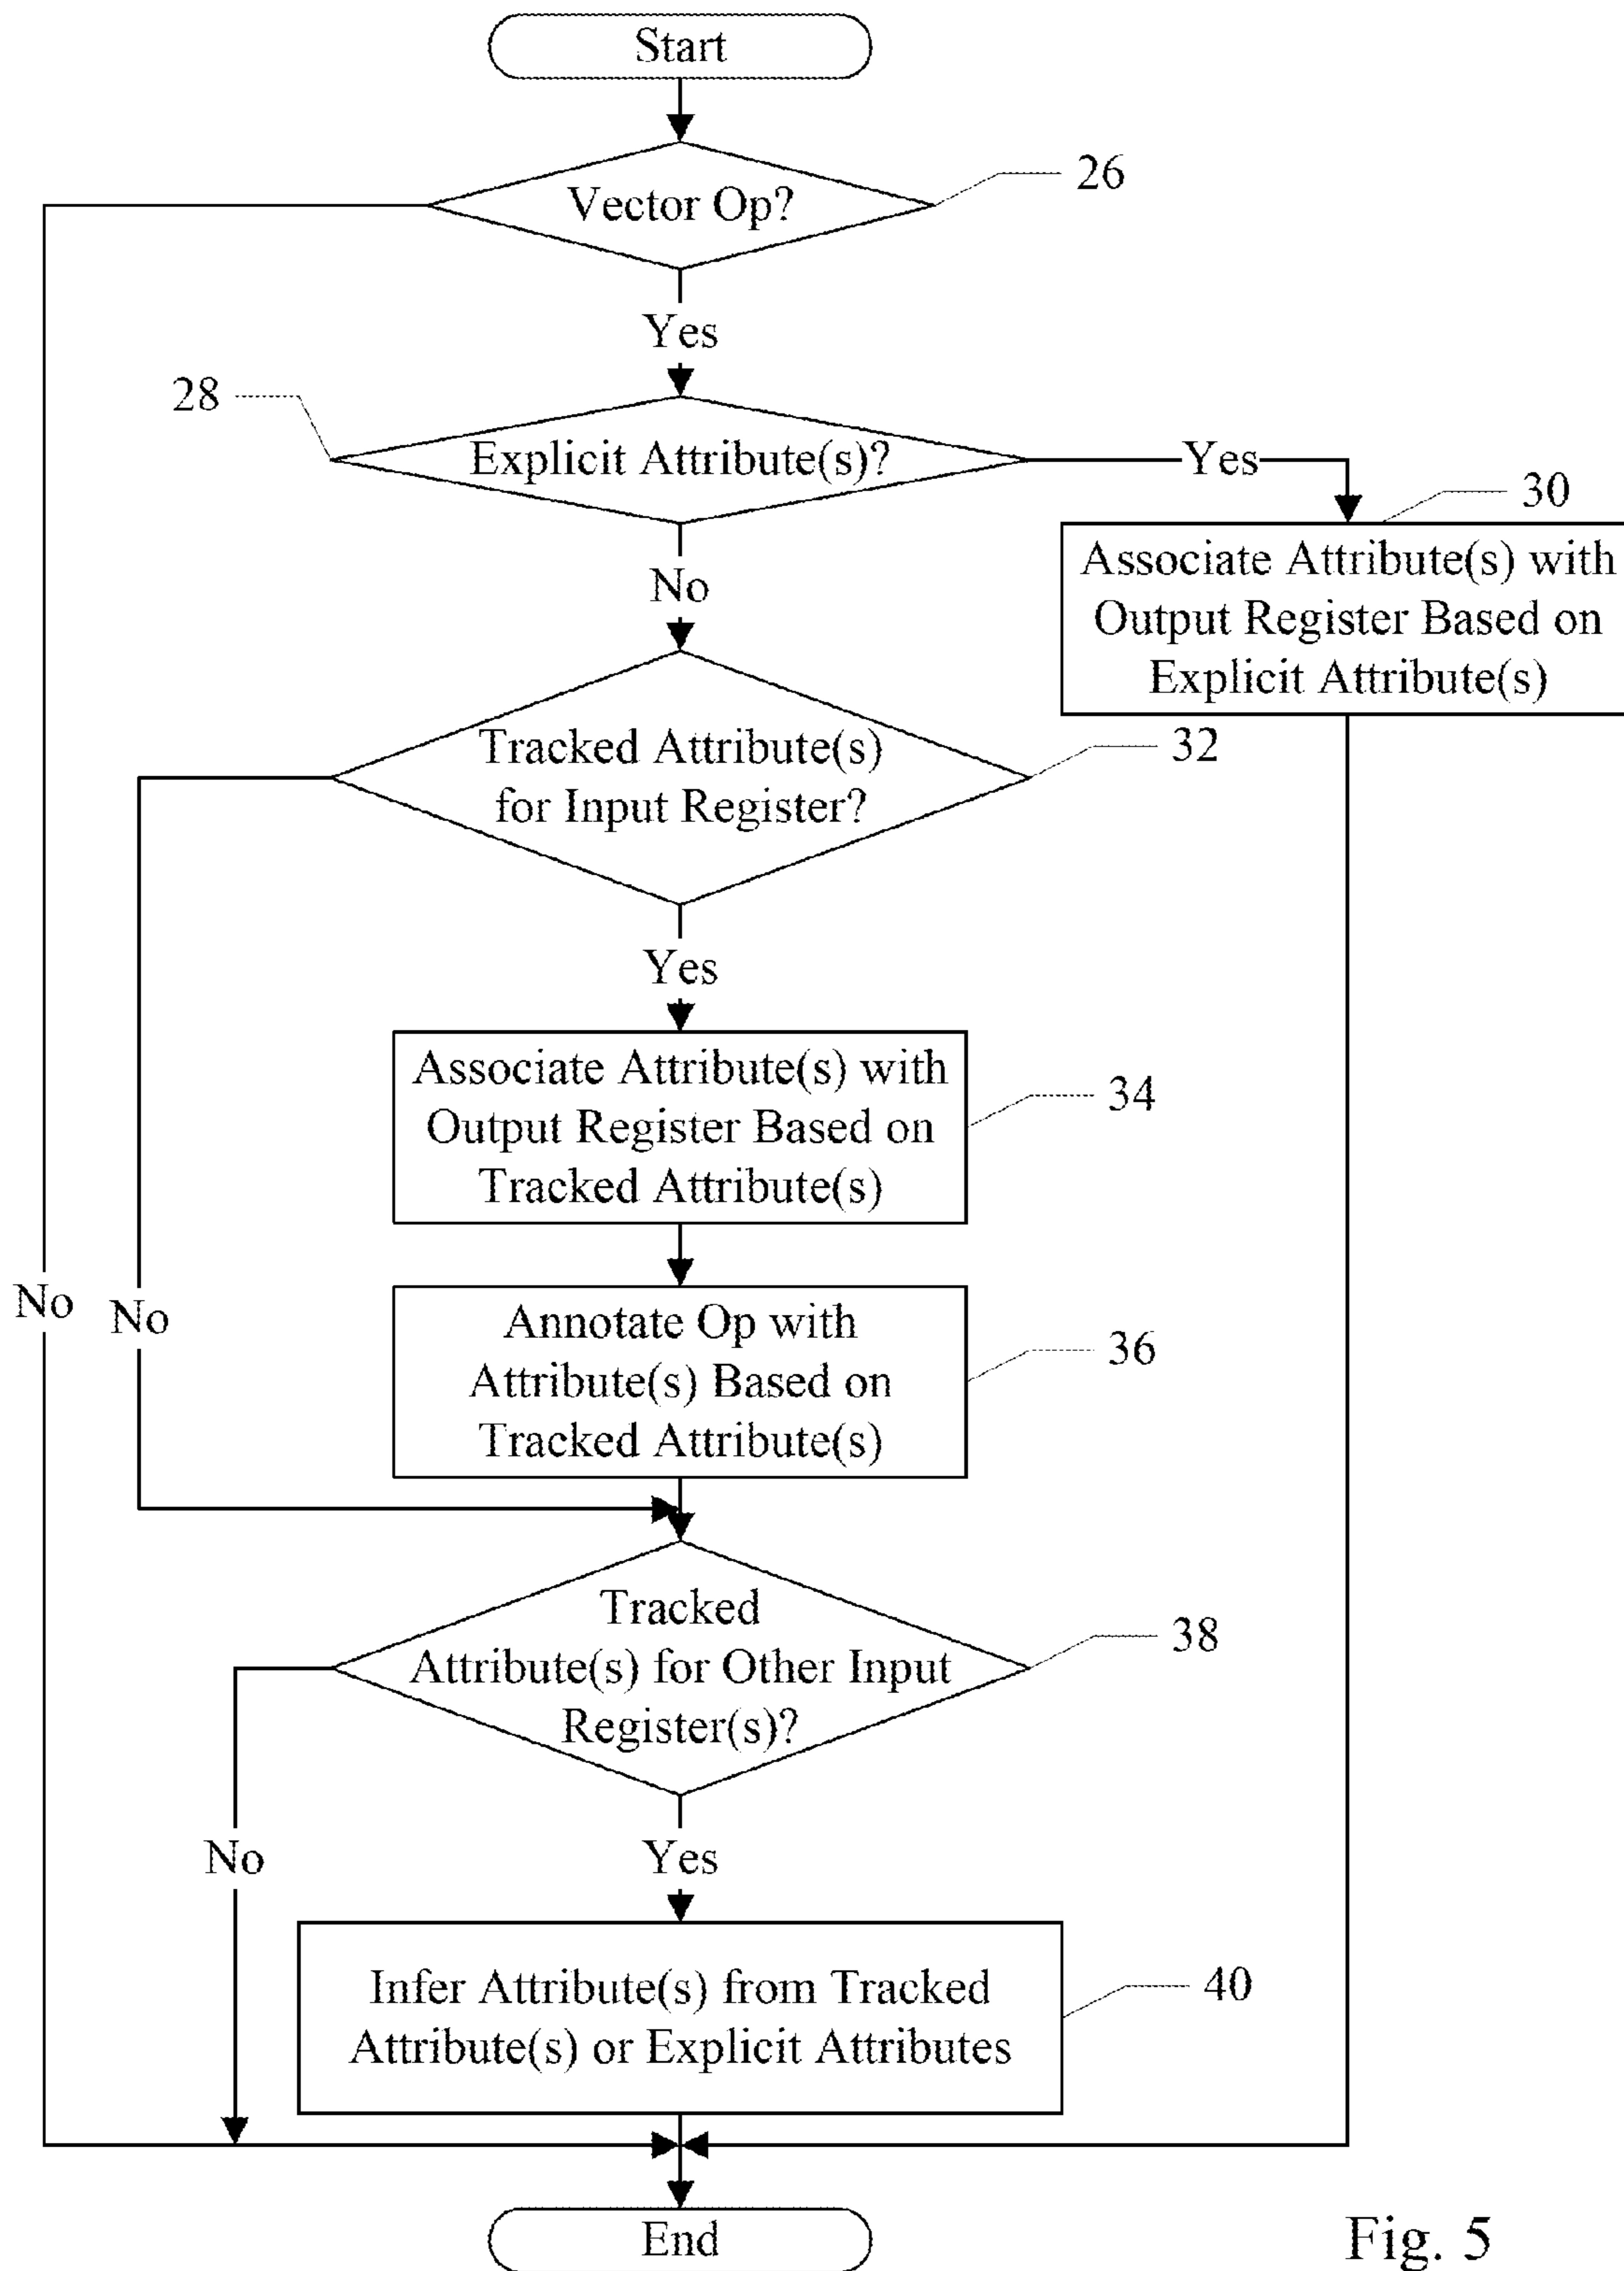 Start
Vector Op?
26
Yes
28
Explicit Attribute(s)?
Yes
30
Associate Attribute(s) with
Output Register Based on
Explicit Attribute(s)
No
Tracked Attribute(s)
for Input Register?
32
Yes
Associate Attribute(s) with
Output Register Based on
Tracked Attribute(s)
34
No
No
Annotate Op with
Attribute(s) Based on
Tracked Attribute(s)
36
Tracked
Attribute(s) for Other Input
Register(s)?
38
No
Yes
Infer Attribute(s) from Tracked
Attribute(s) or Explicit Attributes
40
End
Fig. 5